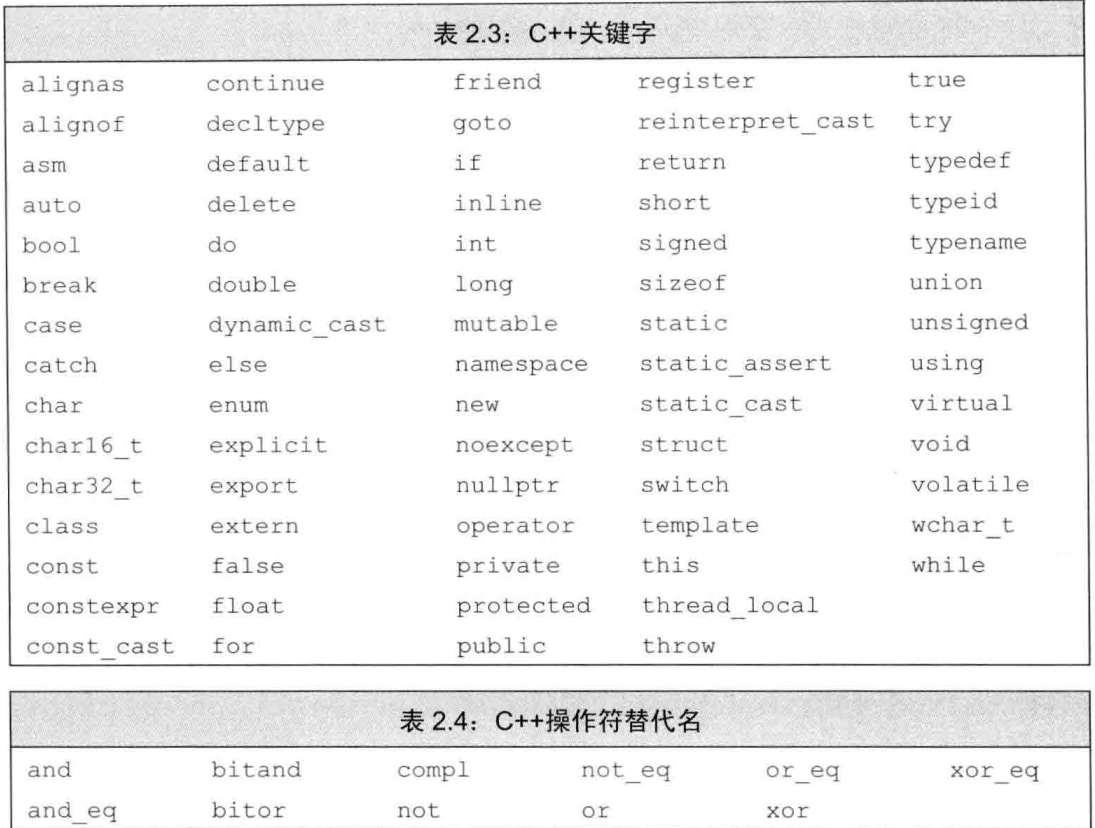 表 2.3：C++关键字
alignas continue friend register true
alignof decltype goto reinterpret_cast try
asm default if return typedef
auto delete inline short typeid
bool do int signed typename
break double long sizeof union
case dynamic_cast mutable static unsigned
catch else namespace static_assert using
char enum new static_cast virtual
char16_t explicit noexcept struct void
char32_t export nullptr switch volatile
class extern operator template wchar_t
const false private this while
constexpr float protected thread_local
const_cast for public throw
表 2.4：C++操作符替代名
and bitand compl not_eq or_eq xor_eq
and_eq bitor not or xor